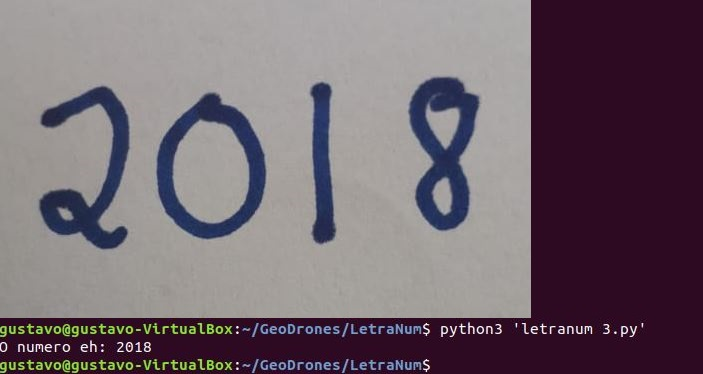 2018
gustavo@gustavo-VirtualBox:~/GeoDrones/LetraNum$ python3 'letranum 3.py'
O numero eh: 2018
gustavo@gustavo-VirtualBox:~/GeoDrones/LetraNum$